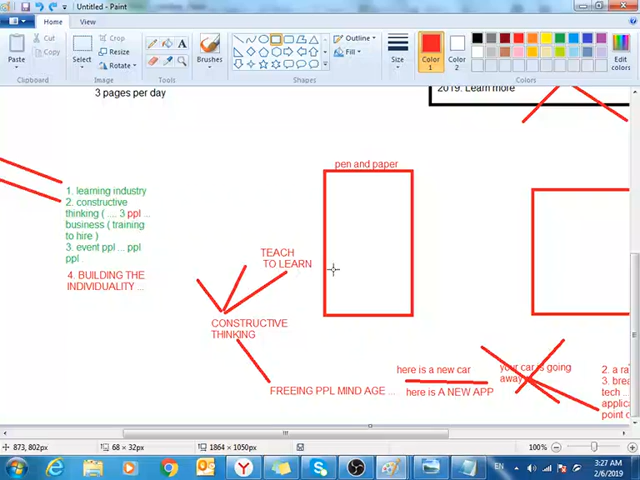 Untitled - Paint
Home
View
Cut
Copy
Paste
Clipboard
Crop
Resize
Rotate
Select
Image
Brushes
Tools
Outline
Fill
Shapes
Size
Color 1
Color 2
Edit colors
Colors
3 pages per day
2019. Learn more
pen and paper
1. learning industry
2. constructive
thinking ( .... 3 ppl ...
business ( training
to hire )
3. event ppl ... ppl
ppl ..
4. BUILDING THE
INDIVIDUALITY ...
TEACH
TO LEARN
CONSTRUCTIVE
THINKING
FREEING PPL MIND AGE ...
here is a new car
here is A NEW APP
your car is going
away
2. a ra
3. brea
tech ...
applica
point o
873, 802px
68 × 32px
1864 × 1050px
100%
EN
3:27 AM
2/6/2019